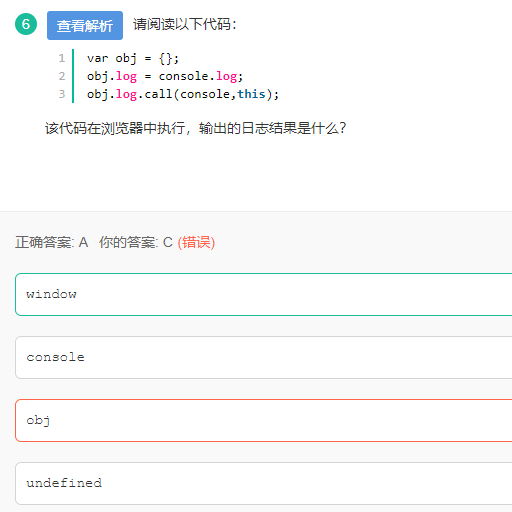 6 查看解析 请阅读以下代码：
1 var obj = {};
2 obj.log = console.log;
3 obj.log.call(console,this);
该代码在浏览器中执行，输出的日志结果是什么？
正确答案: A 你的答案: C (错误)
window
console
obj
undefined